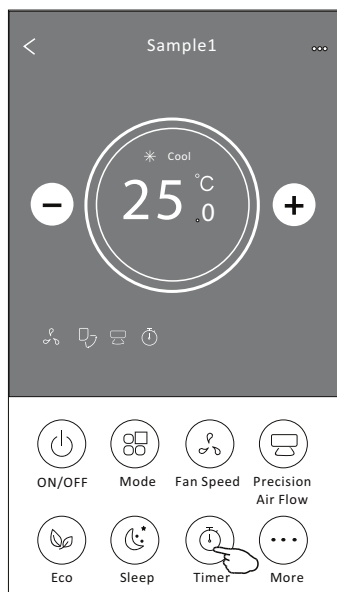 Sample1
Cool
25.0 °C
ON/OFF
Mode
Fan Speed
Precision
Air Flow
Eco
Sleep
Timer
More